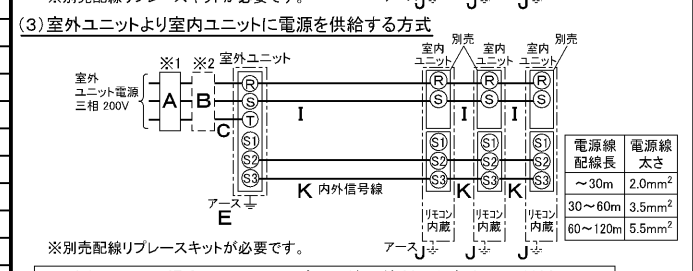 (3)室外ユニットより室内ユニットに電源を供給する方式
※1 ※2 室外ユニット
室外
ユニット電源
三相 200V
A B C
R
S
T
S1
S2
S3
I
K 内外信号線
アース
E
室内
ユニット
別売
室内
ユニット
室内
ユニット
別売
R R R
S S S
I I
S1 S1 S1
S2 S2 S2
S3 S3 S3
K K
リモコン
内蔵
リモコン
内蔵
リモコン
内蔵
アース J J J
電源線
配線長
電源線
太さ
～30m 2.0mm²
30～60m 3.5mm²
60～120m 5.5mm²
※別売配線リプレースキットが必要です。